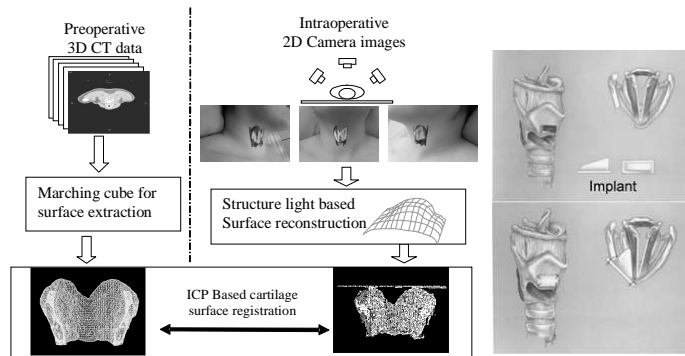 Preoperative
3D CT data
Intraoperative
2D Camera images
Marching cube for
surface extraction
Structure light based
Surface reconstruction
ICP Based cartilage
surface registration
Implant